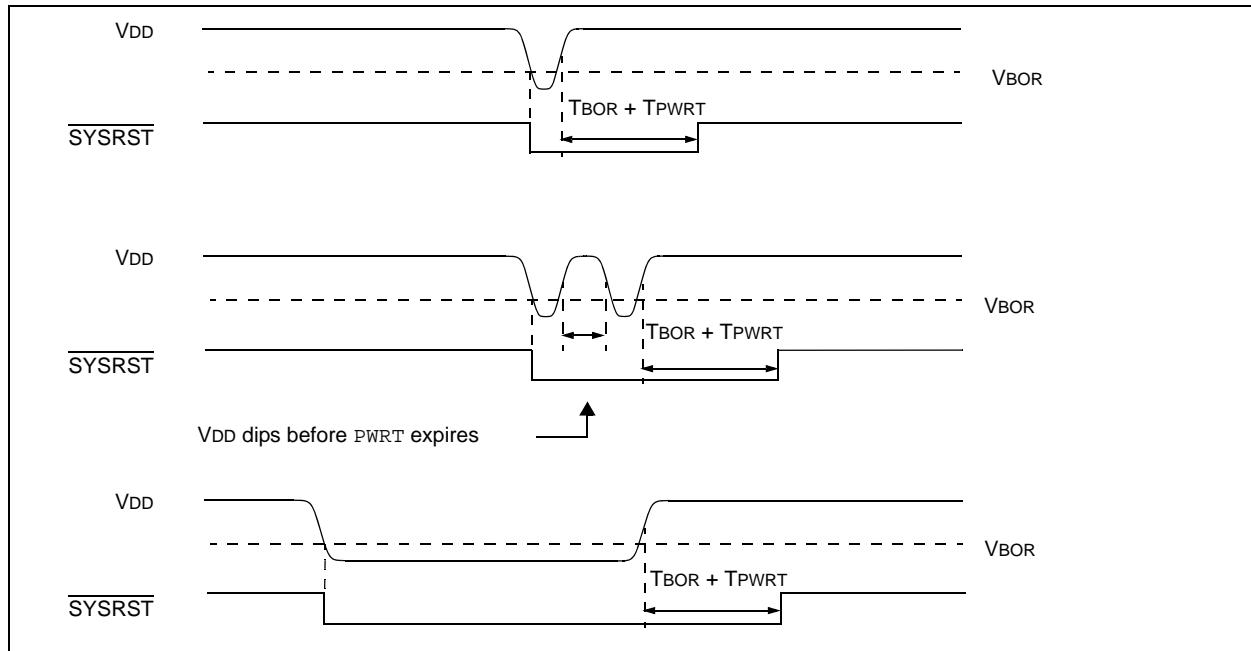 VDD
VBOR
TBOR + TPWRT
SYSRST
VDD
VBOR
TBOR + TPWRT
SYSRST
VDD dips before PWRT expires
VDD
VBOR
TBOR + TPWRT
SYSRST